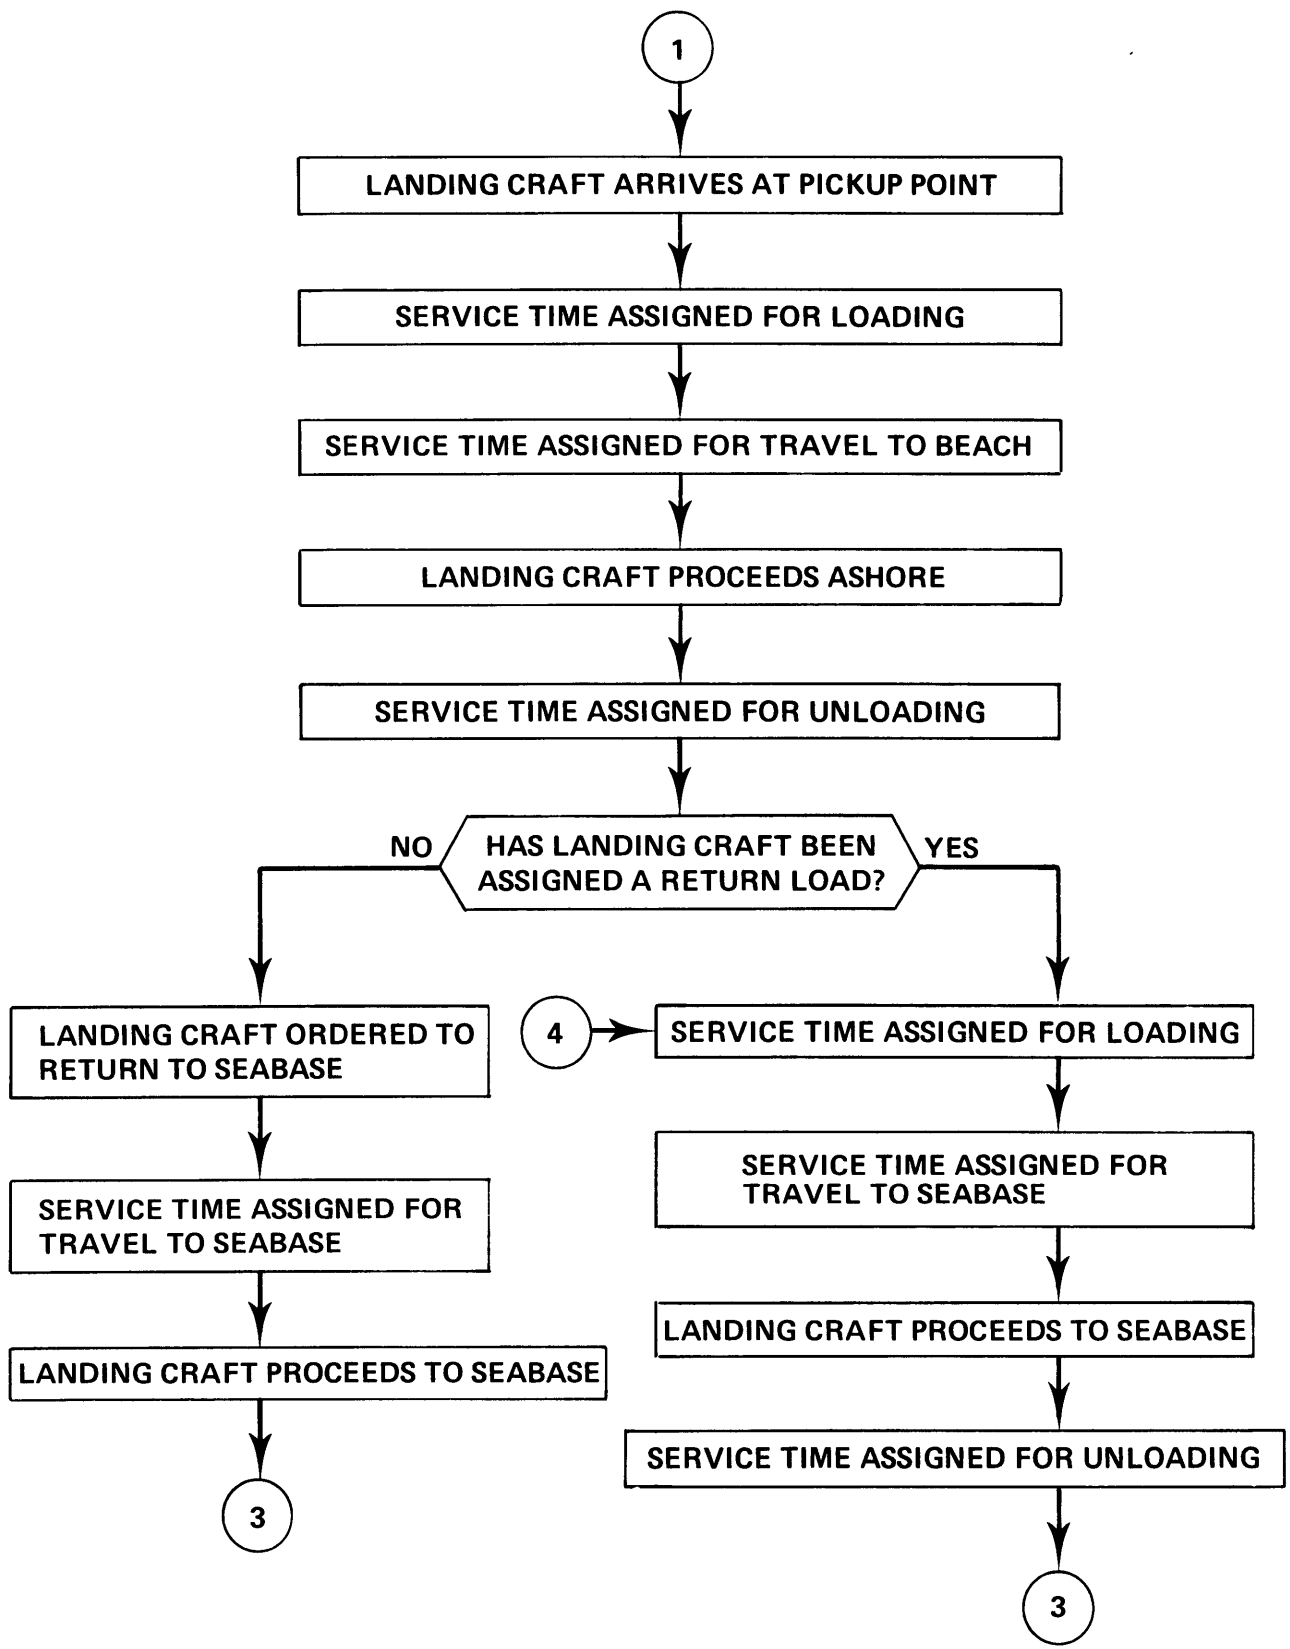 1
LANDING CRAFT ARRIVES AT PICKUP POINT
SERVICE TIME ASSIGNED FOR LOADING
SERVICE TIME ASSIGNED FOR TRAVEL TO BEACH
LANDING CRAFT PROCEEDS ASHORE
SERVICE TIME ASSIGNED FOR UNLOADING
NO
HAS LANDING CRAFT BEEN
ASSIGNED A RETURN LOAD?
YES
LANDING CRAFT ORDERED TO
RETURN TO SEABASE
SERVICE TIME ASSIGNED FOR
TRAVEL TO SEABASE
LANDING CRAFT PROCEEDS TO SEABASE
3
4
SERVICE TIME ASSIGNED FOR LOADING
SERVICE TIME ASSIGNED FOR
TRAVEL TO SEABASE
LANDING CRAFT PROCEEDS TO SEABASE
SERVICE TIME ASSIGNED FOR UNLOADING
3